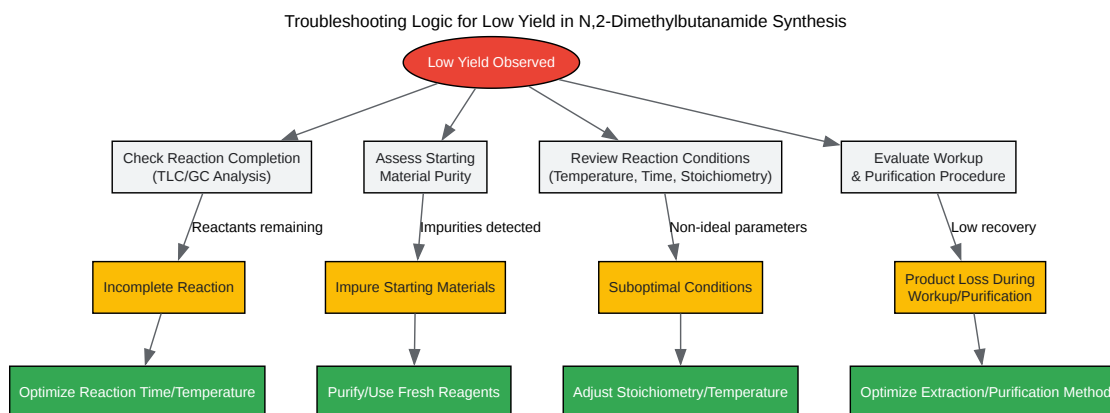 Troubleshooting Logic for Low Yield in N,2-Dimethylbutanamide Synthesis
Low Yield Observed
Check Reaction Completion
(TLC/GC Analysis)
Assess Starting
Material Purity
Review Reaction Conditions
(Temperature, Time, Stoichiometry)
Evaluate Workup
& Purification Procedure
Reactants remaining
Impurities detected
Non-ideal parameters
Low recovery
Incomplete Reaction
Impure Starting Materials
Suboptimal Conditions
Product Loss During
Workup/Purification
Optimize Reaction Time/Temperature
Purify/Use Fresh Reagents
Adjust Stoichiometry/Temperature
Optimize Extraction/Purification Method